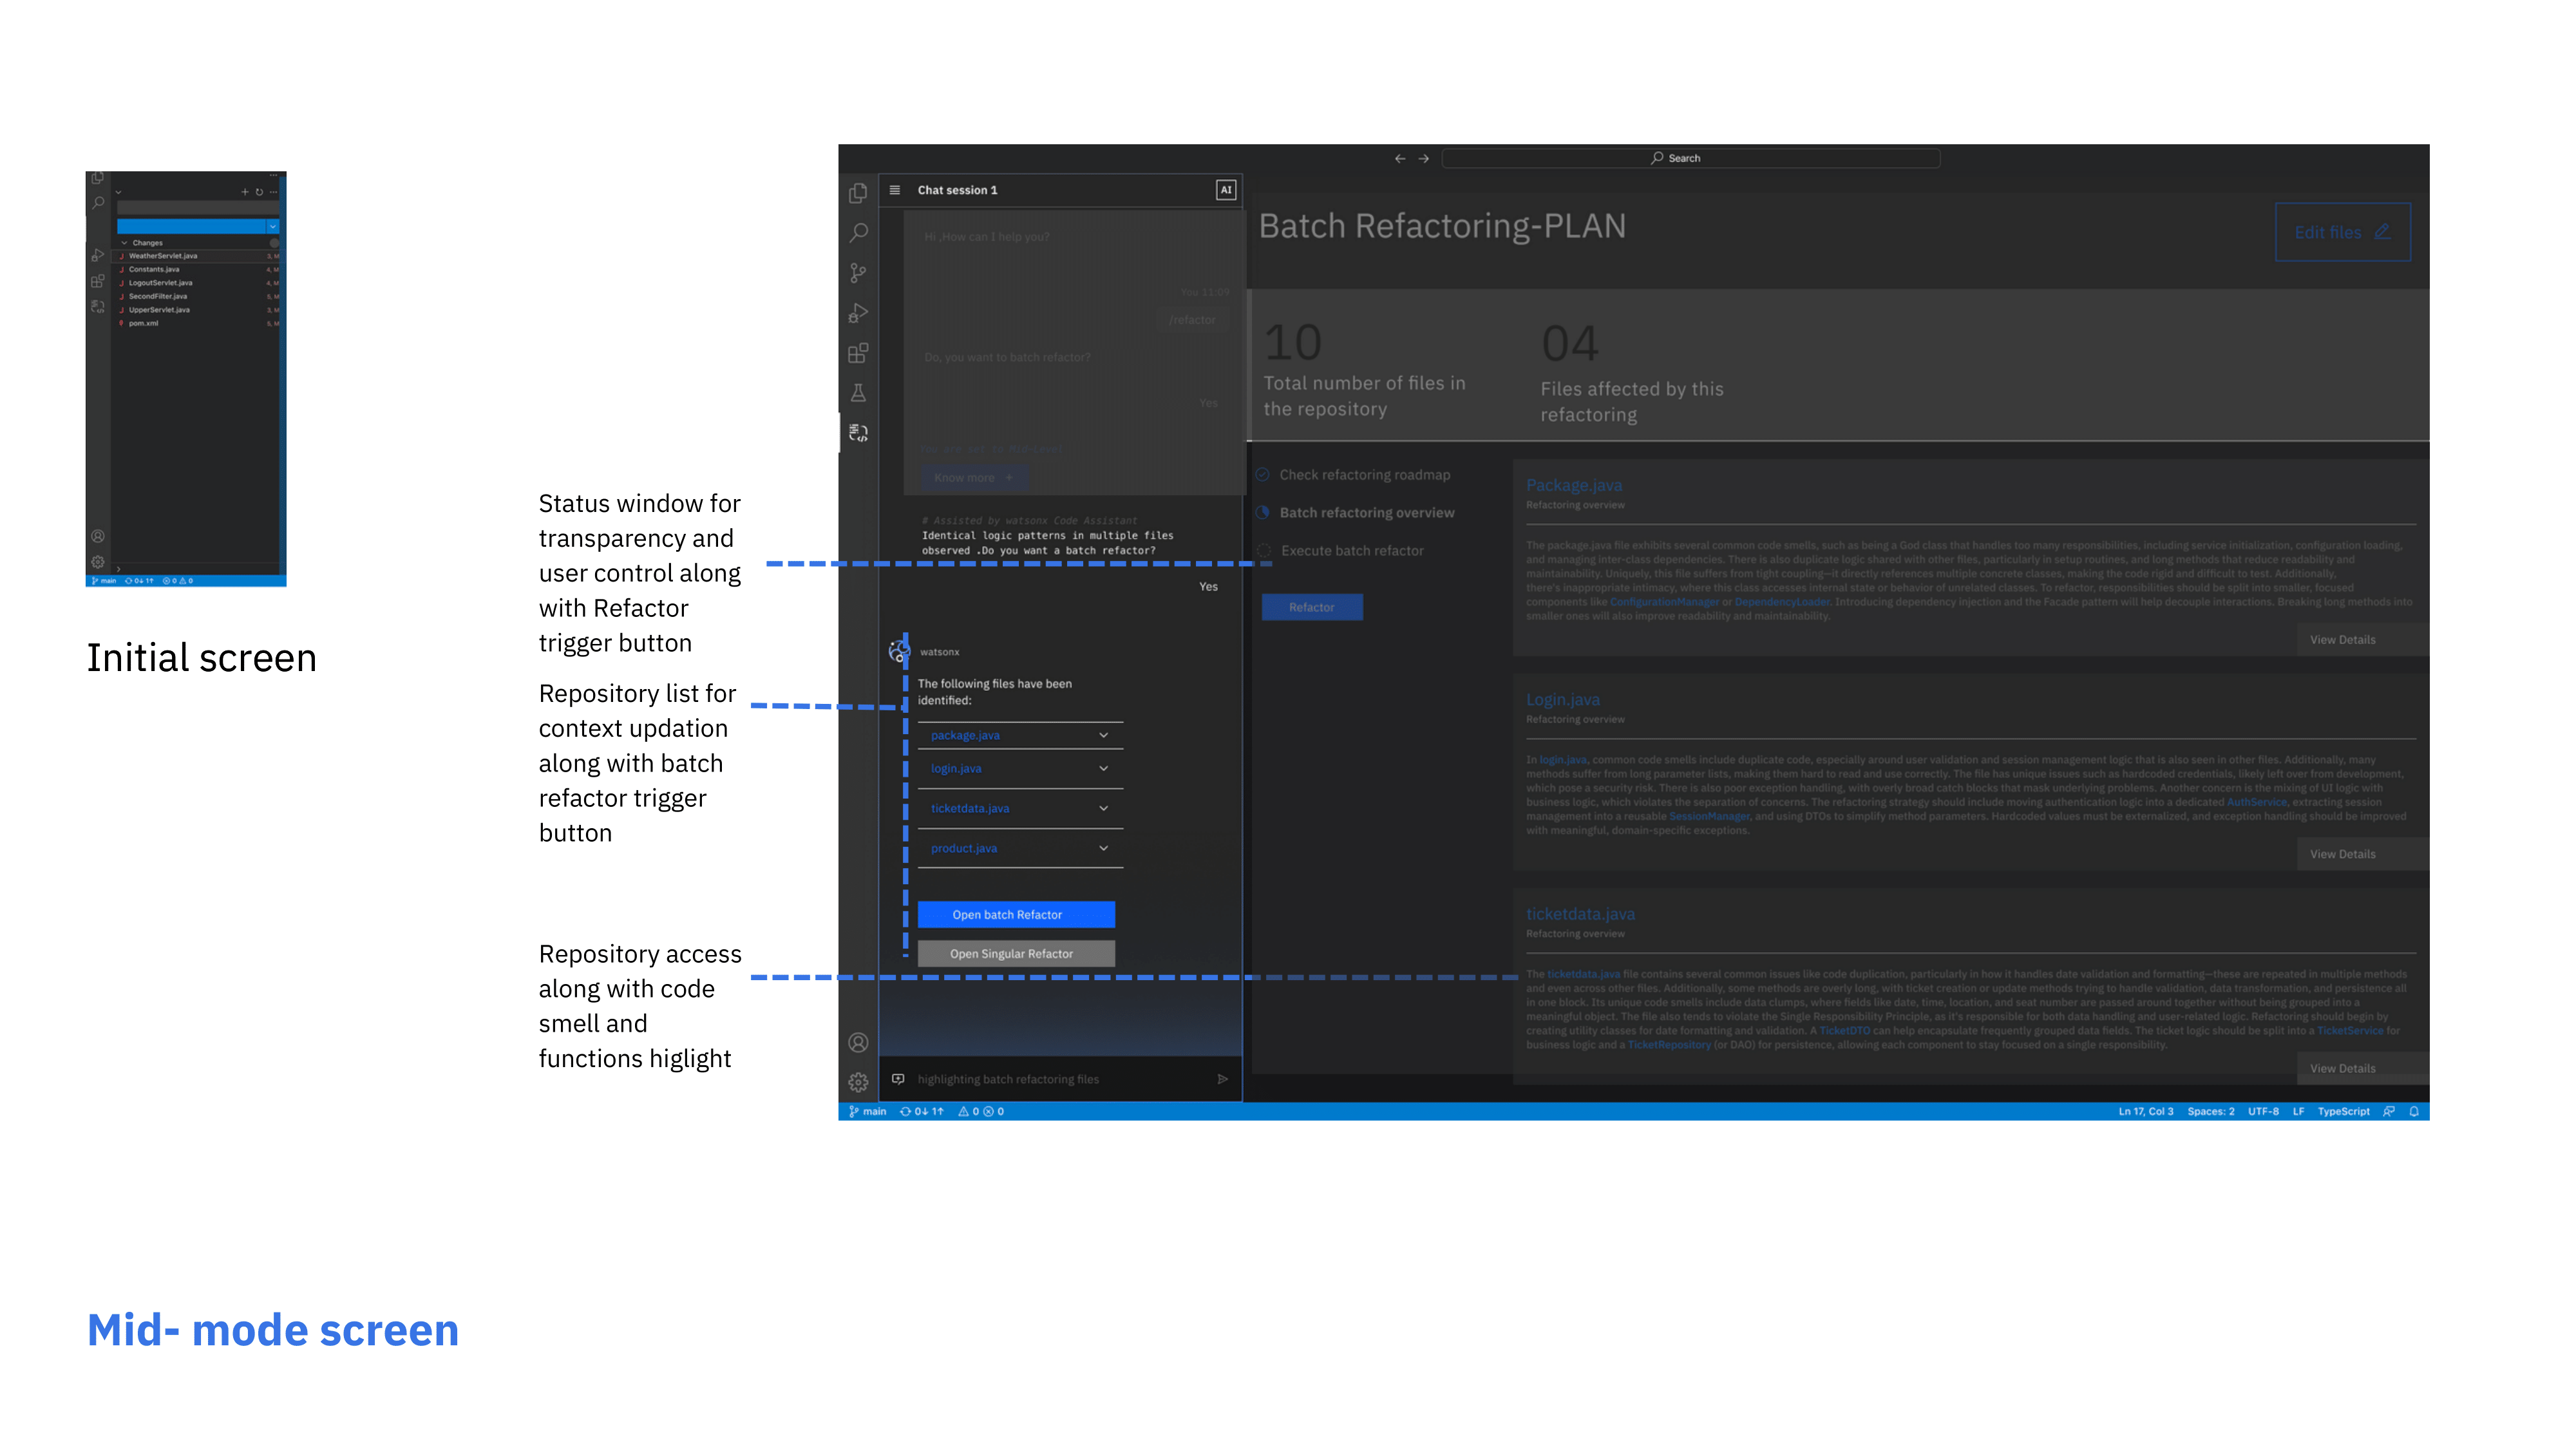 Changes
WeatherServlet.java 3, M
Constants.java 4, M
LogoutServlet.java 4, M
SecondFilter.java 5, M
UpperServlet.java 3, M
pom.xml 5, M
main 0↓ 1↑ 0 0
Initial screen
Status window for
transparency and
user control along
with Refactor
trigger button
Repository list for
context updation
along with batch
refactor trigger
button
Repository access
along with code
smell and
functions higlight
Search
Chat session 1
AI
Hi ,How can I help you?
You 11:09
/refactor
Do, you want to batch refactor?
Yes
You are set to Mid-Level
Know more +
# Assisted by watsonx Code Assistant
Identical logic patterns in multiple files
observed .Do you want a batch refactor?
Yes
watsonx
The following files have been
identified:
package.java
login.java
ticketdata.java
product.java
Open batch Refactor
Open Singular Refactor
highlighting batch refactoring files
Batch Refactoring-PLAN
Edit files
10
Total number of files in
the repository
04
Files affected by this
refactoring
Check refactoring roadmap
Batch refactoring overview
Execute batch refactor
Refactor
Package.java
Refactoring overview
The package.java file exhibits several common code smells, such as being a God class that handles too many responsibilities, including service initialization, configuration loading,
and managing inter-class dependencies. There is also duplicate logic shared with other files, particularly in setup routines, and long methods that reduce readability and
maintainability. Uniquely, this file suffers from tight coupling—it directly references multiple concrete classes, making the code rigid and difficult to test. Additionally,
there's inappropriate intimacy, where this class accesses internal state or behavior of unrelated classes. To refactor, responsibilities should be split into smaller, focused
components like ConfigurationManager or DependencyLoader. Introducing dependency injection and the Facade pattern will help decouple interactions. Breaking long methods into
smaller ones will also improve readability and maintainability.
View Details
Login.java
Refactoring overview
In login.java, common code smells include duplicate code, especially around user validation and session management logic that is also seen in other files. Additionally, many
methods suffer from long parameter lists, making them hard to read and use correctly. The file has unique issues such as hardcoded credentials, likely left over from development,
which pose a security risk. There is also poor exception handling, with overly broad catch blocks that mask underlying problems. Another concern is the mixing of UI logic with
business logic, which violates the separation of concerns. The refactoring strategy should include moving authentication logic into a dedicated AuthService, extracting session
management into a reusable SessionManager, and using DTOs to simplify method parameters. Hardcoded values must be externalized, and exception handling should be improved
with meaningful, domain-specific exceptions.
View Details
ticketdata.java
Refactoring overview
The ticketdata.java file contains several common issues like code duplication, particularly in how it handles date validation and formatting—these are repeated in multiple methods
and even across other files. Additionally, some methods are overly long, with ticket creation or update methods trying to handle validation, data transformation, and persistence all
in one block. Its unique code smells include data clumps, where fields like date, time, location, and seat number are passed around together without being grouped into a
meaningful object. The file also tends to violate the Single Responsibility Principle, as it's responsible for both data handling and user-related logic. Refactoring should begin by
creating utility classes for date formatting and validation. A TicketDTO can help encapsulate frequently grouped data fields. The ticket logic should be split into a TicketService for
business logic and a TicketRepository (or DAO) for persistence, allowing each component to stay focused on a single responsibility.
View Details
main 0↓ 1↑ 0 0
Ln 17, Col 3 Spaces: 2 UTF-8 LF TypeScript
Mid- mode screen